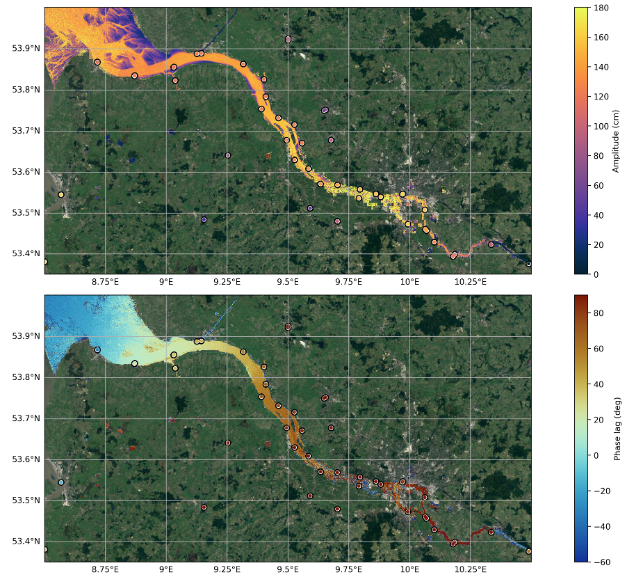 53.9°N
53.8°N
53.7°N
53.6°N
53.5°N
53.4°N
8.75°E 9°E 9.25°E 9.5°E 9.75°E 10°E 10.25°E
180
160
140
120
100
80
60
40
20
0
Amplitude (cm)
53.9°N
53.8°N
53.7°N
53.6°N
53.5°N
53.4°N
8.75°E 9°E 9.25°E 9.5°E 9.75°E 10°E 10.25°E
80
60
40
20
0
−20
−40
−60
Phase lag (deg)